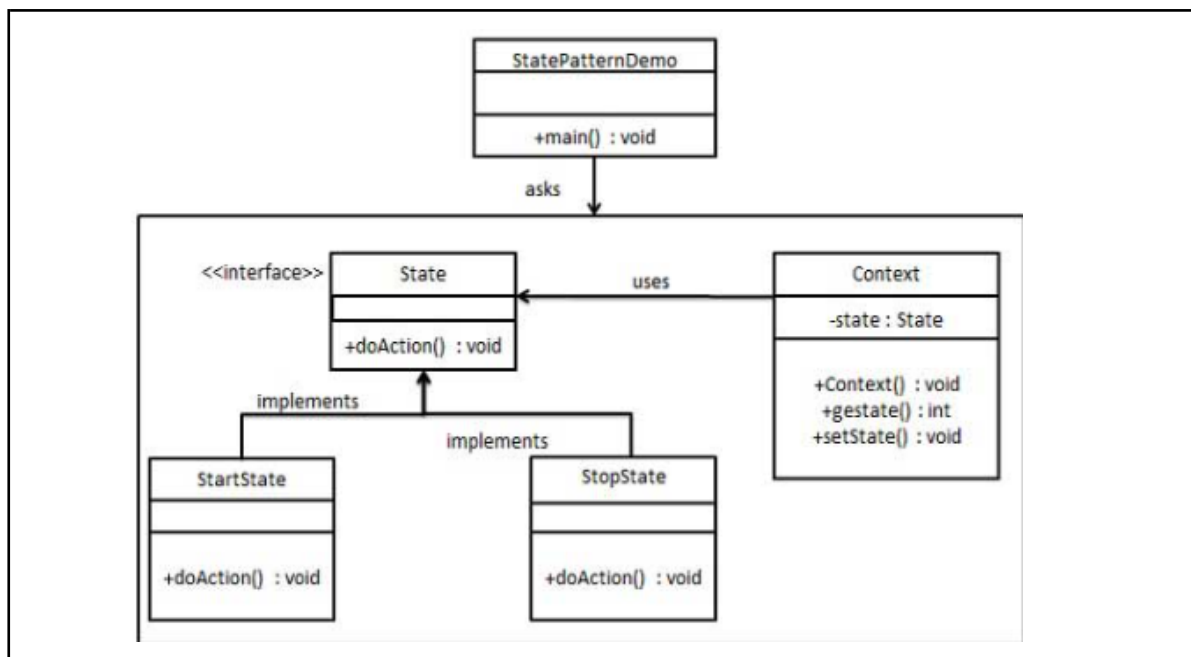 StatePatternDemo
+main() : void
asks
<<interface>>
State
+doAction() : void
uses
Context
-state : State
+Context() : void
+gestate() : int
+setState() : void
implements
implements
StartState
+doAction() : void
StopState
+doAction() : void